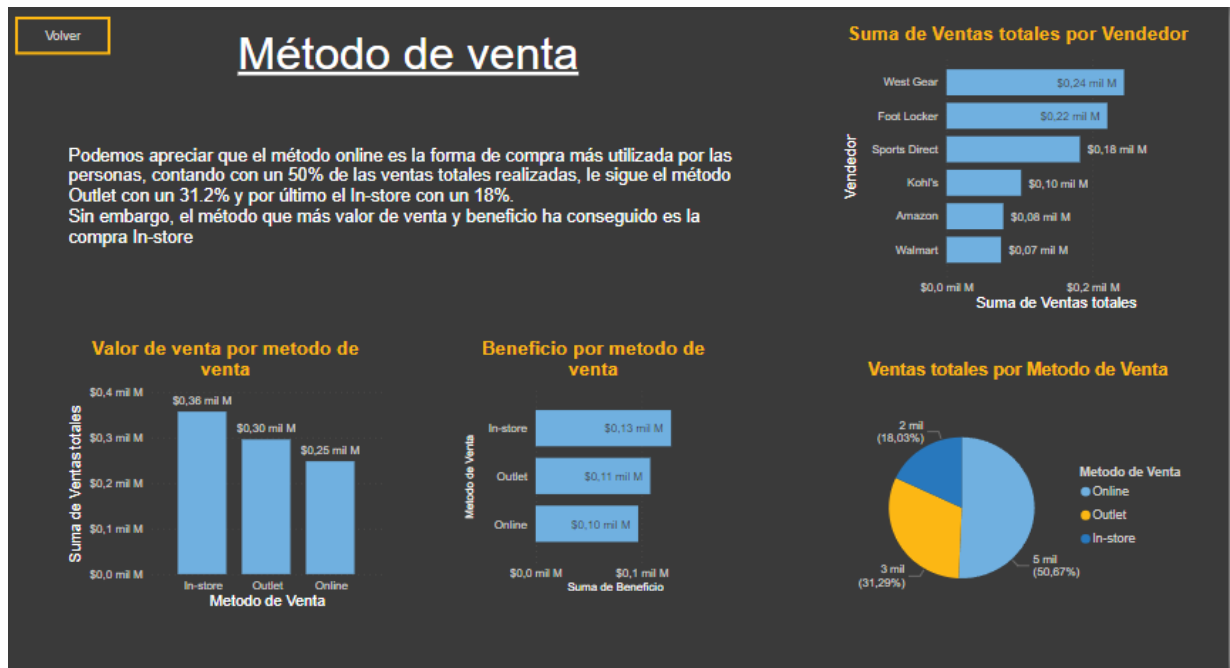 Volver
Método de venta
Podemos apreciar que el método online es la forma de compra más utilizada por las
personas, contando con un 50% de las ventas totales realizadas, le sigue el método
Outlet con un 31.2% y por último el In-store con un 18%.
Sin embargo, el método que más valor de venta y beneficio ha conseguido es la
compra In-store
Suma de Ventas totales por Vendedor
Vendedor
West Gear
$0,24 mil M
Foot Locker
$0,22 mil M
Sports Direct
$0,18 mil M
Kohl's
$0,10 mil M
Amazon
$0,08 mil M
Walmart
$0,07 mil M
$0,0 mil M
$0,2 mil M
Suma de Ventas totales
Valor de venta por metodo de
venta
Suma de Ventas totales
$0,4 mil M
$0,3 mil M
$0,2 mil M
$0,1 mil M
$0,0 mil M
$0,36 mil M
$0,30 mil M
$0,25 mil M
In-store
Outlet
Online
Metodo de Venta
Beneficio por metodo de
venta
Metodo de Venta
In-store
$0,13 mil M
Outlet
$0,11 mil M
Online
$0,10 mil M
$0,0 mil M
$0,1 mil M
Suma de Beneficio
Ventas totales por Metodo de Venta
2 mil
(18,03%)
3 mil
(31,29%)
5 mil
(50,67%)
Metodo de Venta
Online
Outlet
In-store